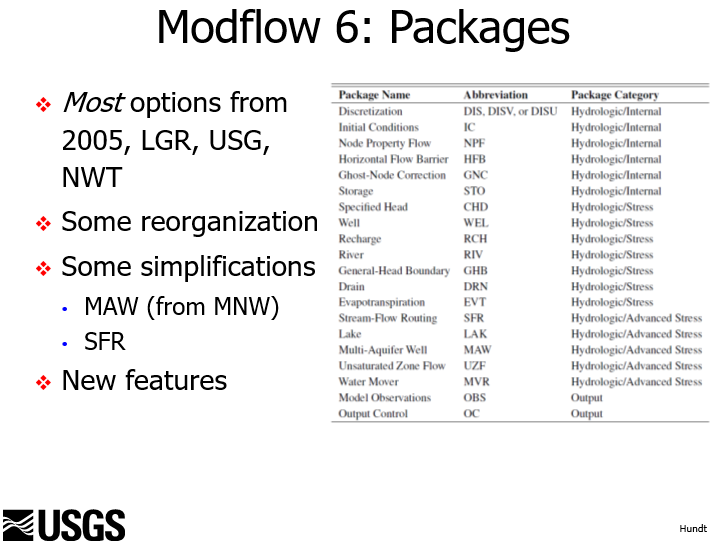 Modflow 6: Packages
Most options from
2005, LGR, USG,
NWT
Some reorganization
Some simplifications
MAW (from MNW)
SFR
New features
Package Name Abbreviation Package Category
Discretization DIS, DISV, or DISU Hydrologic/Internal
Initial Conditions IC Hydrologic/Internal
Node Property Flow NPF Hydrologic/Internal
Horizontal Flow Barrier HFB Hydrologic/Internal
Ghost-Node Correction GNC Hydrologic/Internal
Storage STO Hydrologic/Internal
Specified Head CHD Hydrologic/Stress
Well WEL Hydrologic/Stress
Recharge RCH Hydrologic/Stress
River RIV Hydrologic/Stress
General-Head Boundary GHB Hydrologic/Stress
Drain DRN Hydrologic/Stress
Evapotranspiration EVT Hydrologic/Stress
Stream-Flow Routing SFR Hydrologic/Advanced Stress
Lake LAK Hydrologic/Advanced Stress
Multi-Aquifer Well MAW Hydrologic/Advanced Stress
Unsaturated Zone Flow UZF Hydrologic/Advanced Stress
Water Mover MVR Hydrologic/Advanced Stress
Model Observations OBS Output
Output Control OC Output
USGS
Hundt